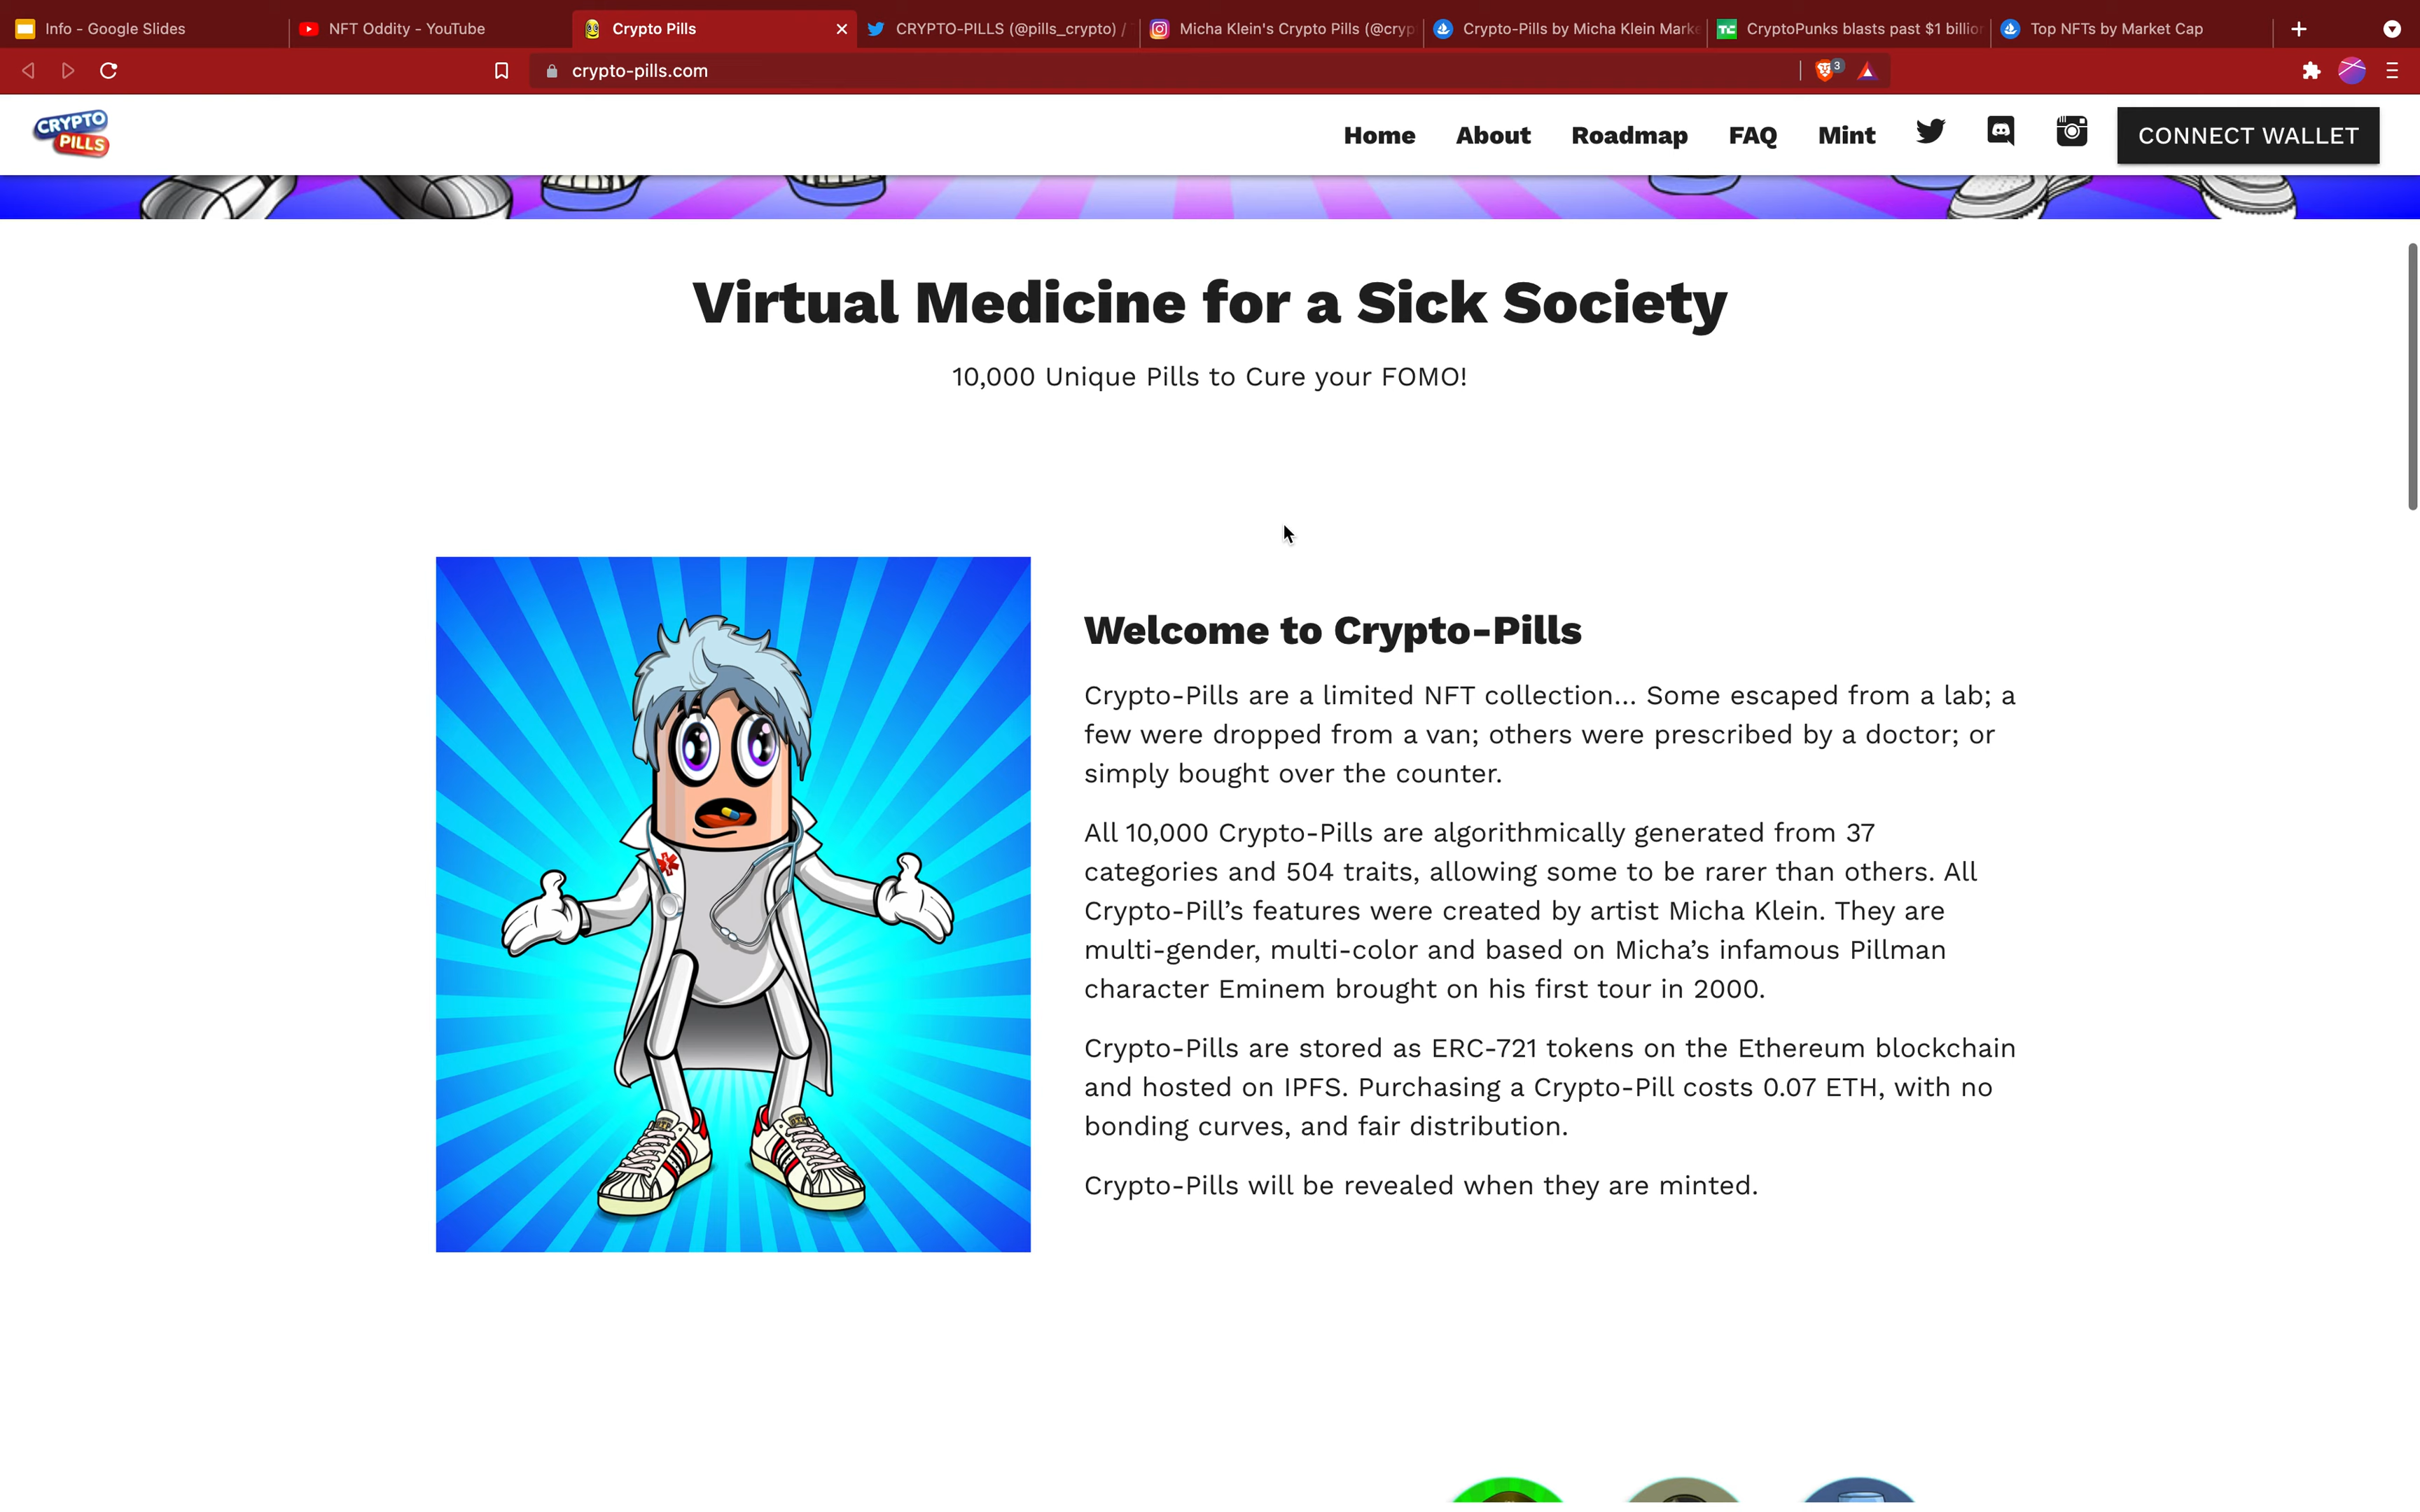 Info - Google Slides
NFT Oddity - YouTube
Crypto Pills
CRYPTO-PILLS (@pills_crypto) /
Micha Klein's Crypto Pills (@cryp
Crypto-Pills by Micha Klein Marke
TC
CryptoPunks blasts past $1 billion
Top NFTs by Market Cap
crypto-pills.com
3
CRYPTO
PILLS
Home
About
Roadmap
FAQ
Mint
CONNECT WALLET
Virtual Medicine for a Sick Society
10,000 Unique Pills to Cure your FOMO!
Welcome to Crypto-Pills
Crypto-Pills are a limited NFT collection... Some escaped from a lab; a
few were dropped from a van; others were prescribed by a doctor; or
simply bought over the counter.
All 10,000 Crypto-Pills are algorithmically generated from 37
categories and 504 traits, allowing some to be rarer than others. All
Crypto-Pill’s features were created by artist Micha Klein. They are
multi-gender, multi-color and based on Micha’s infamous Pillman
character Eminem brought on his first tour in 2000.
Crypto-Pills are stored as ERC-721 tokens on the Ethereum blockchain
and hosted on IPFS. Purchasing a Crypto-Pill costs 0.07 ETH, with no
bonding curves, and fair distribution.
Crypto-Pills will be revealed when they are minted.